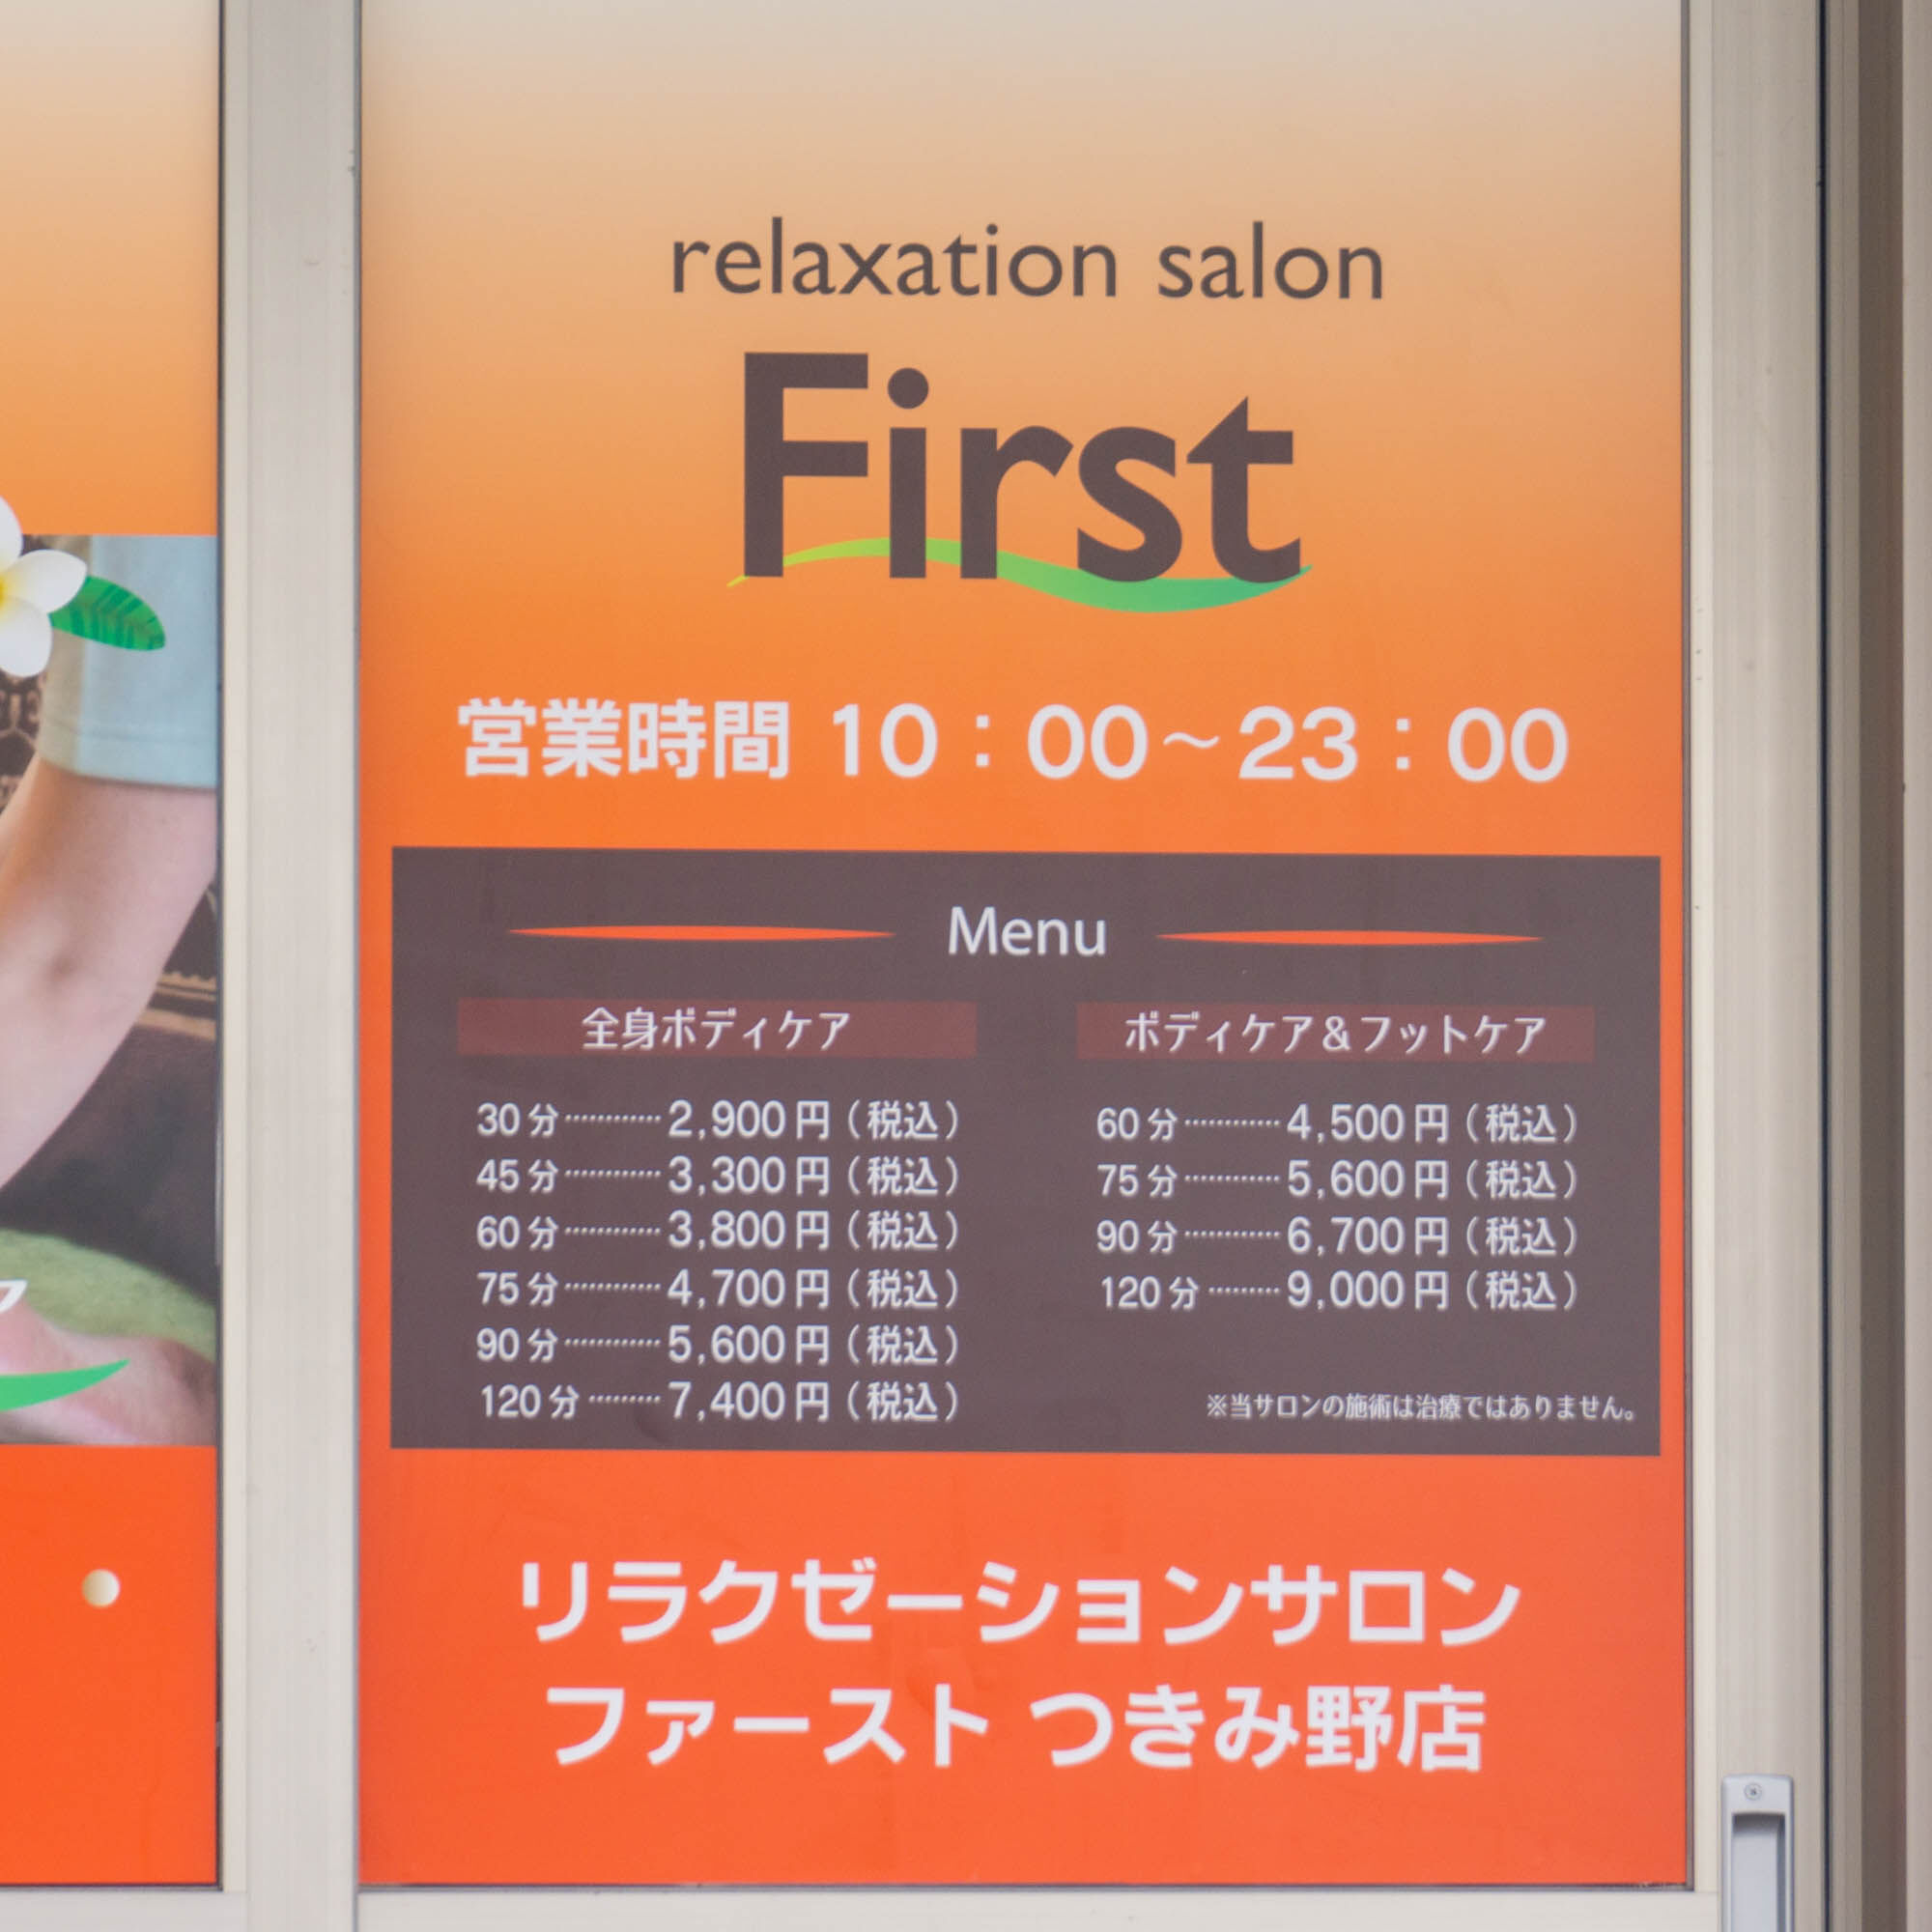 relaxation salon
First
営業時間 10：00～23：00
Menu
全身ボディケア
30分…………2,900円（税込）
45分…………3,300円（税込）
60分…………3,800円（税込）
75分…………4,700円（税込）
90分…………5,600円（税込）
120分………7,400円（税込）
ボディケア＆フットケア
60分…………4,500円（税込）
75分…………5,600円（税込）
90分…………6,700円（税込）
120分………9,000円（税込）
※当サロンの施術は治療ではありません。
リラクゼーションサロン
ファースト つきみ野店